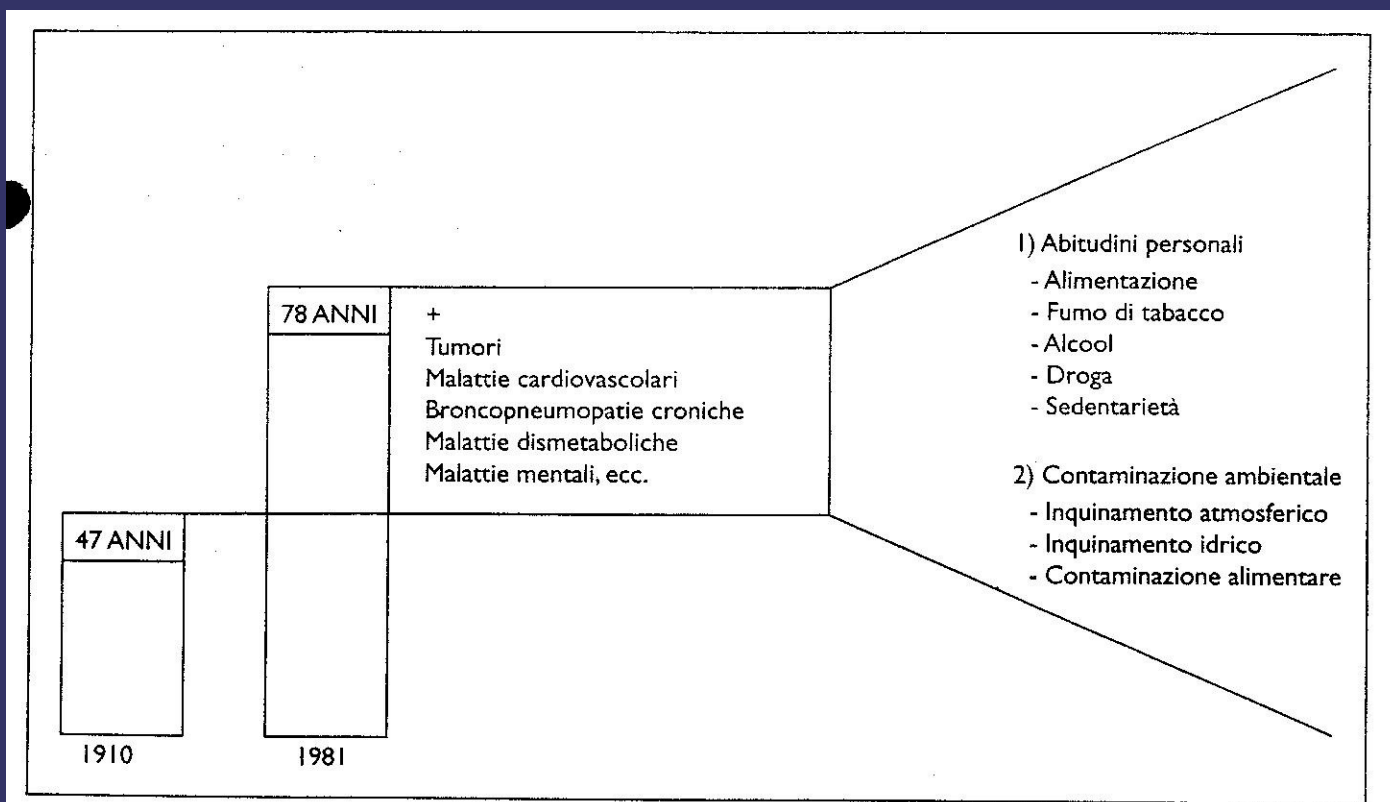 78 ANNI
+
Tumori
Malattie cardiovascolari
Broncopneumopatie croniche
Malattie dismetaboliche
Malattie mentali, ecc.
47 ANNI
1910
1981
1) Abitudini personali
- Alimentazione
- Fumo di tabacco
- Alcool
- Droga
- Sedentarietà
2) Contaminazione ambientale
- Inquinamento atmosferico
- Inquinamento idrico
- Contaminazione alimentare